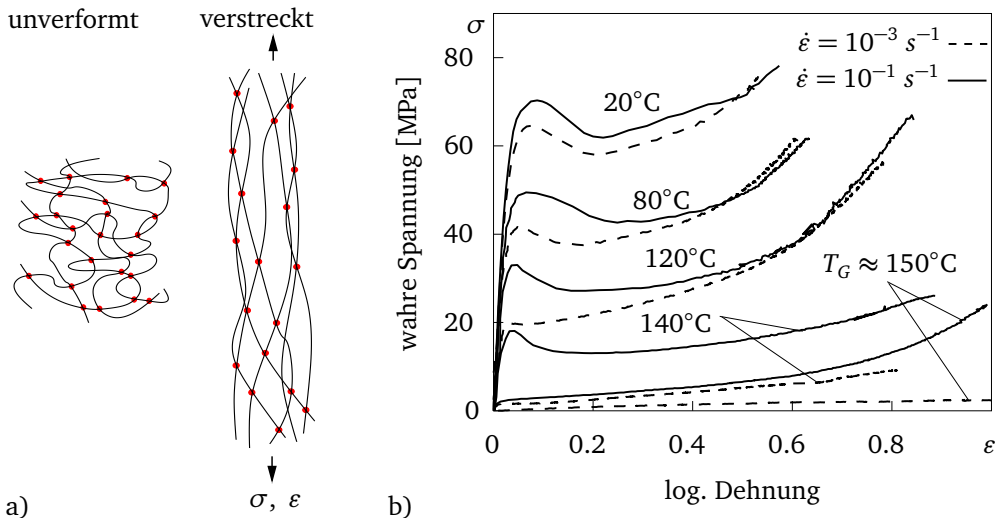 unverformt
verstreckt
σ, ε
a)
σ
wahre Spannung [MPa]
80
60
40
20
0
0
0.2
0.4
0.6
0.8
ε
log. Dehnung
ε̇ = 10⁻³ s⁻¹
ε̇ = 10⁻¹ s⁻¹
20°C
80°C
120°C
140°C
T_G ≈ 150°C
b)